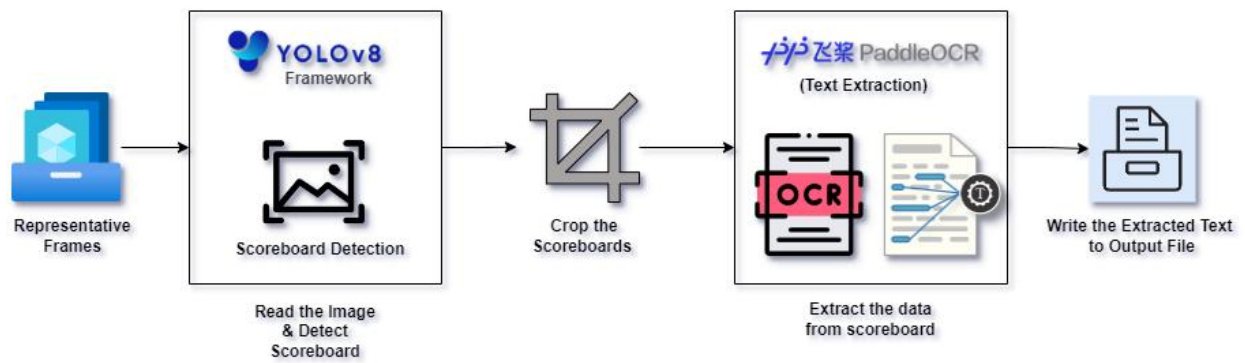 Representative
Frames
YOLOv8
Framework
Scoreboard Detection
Read the Image
& Detect
Scoreboard
Crop the
Scoreboards
飞桨 PaddleOCR
(Text Extraction)
OCR
T
Extract the data
from scoreboard
Write the Extracted Text
to Output File